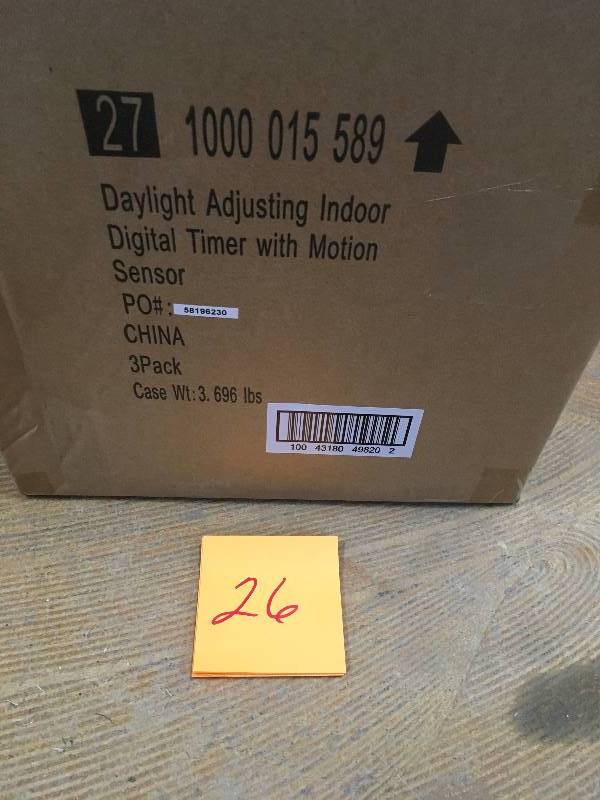 27 1000 015 589
Daylight Adjusting Indoor
Digital Timer with Motion
Sensor
PO#: 58196230
CHINA
3Pack
Case Wt:3.696 lbs
100 43180 49820 2
26